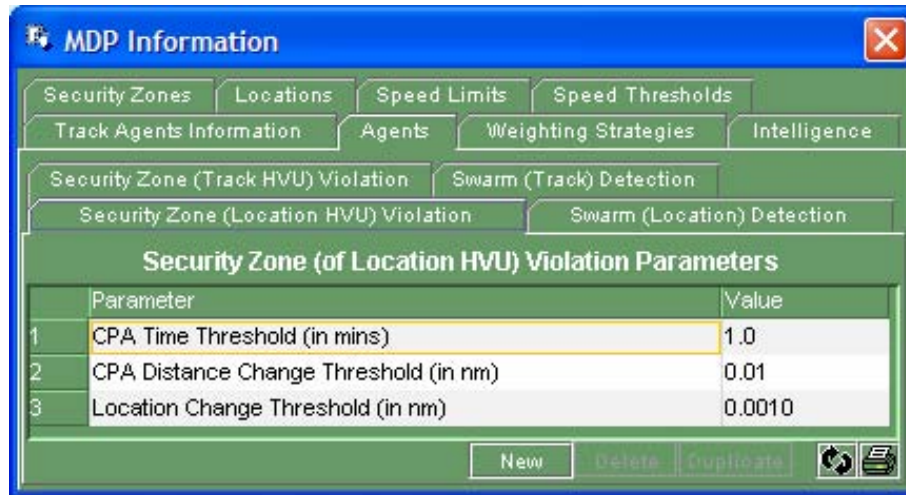 MDP Information
Security Zones Locations Speed Limits Speed Thresholds
Track Agents Information Agents Weighting Strategies Intelligence
Security Zone (Track HVU) Violation Swarm (Track) Detection
Security Zone (Location HVU) Violation Swarm (Location) Detection
Security Zone (of Location HVU) Violation Parameters
Parameter Value
1 CPA Time Threshold (in mins) 1.0
2 CPA Distance Change Threshold (in nm) 0.01
3 Location Change Threshold (in nm) 0.0010
New Delete Duplicate